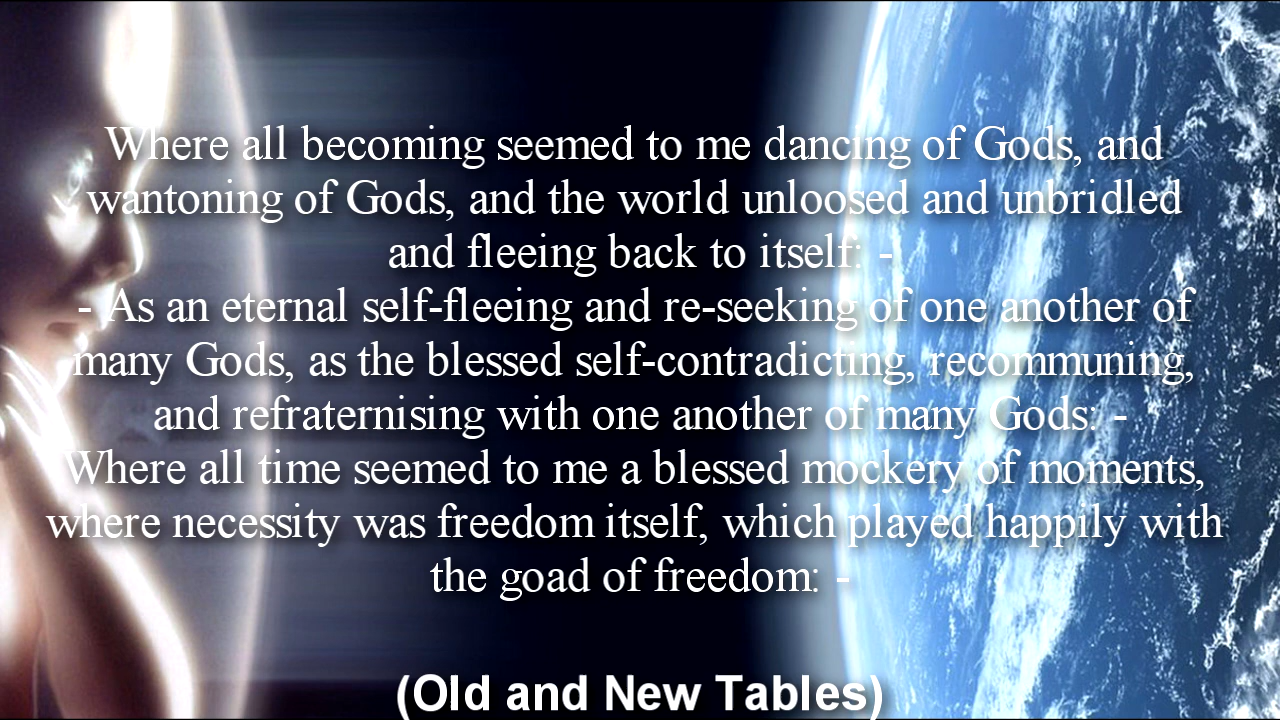 Where all becoming seemed to me dancing of Gods, and
wantoning of Gods, and the world unloosed and unbridled
and fleeing back to itself: -
- As an eternal self-fleeing and re-seeking of one another of
many Gods, as the blessed self-contradicting, recommuning,
and refraternising with one another of many Gods: -
Where all time seemed to me a blessed mockery of moments,
where necessity was freedom itself, which played happily with
the goad of freedom: -
(Old and New Tables)